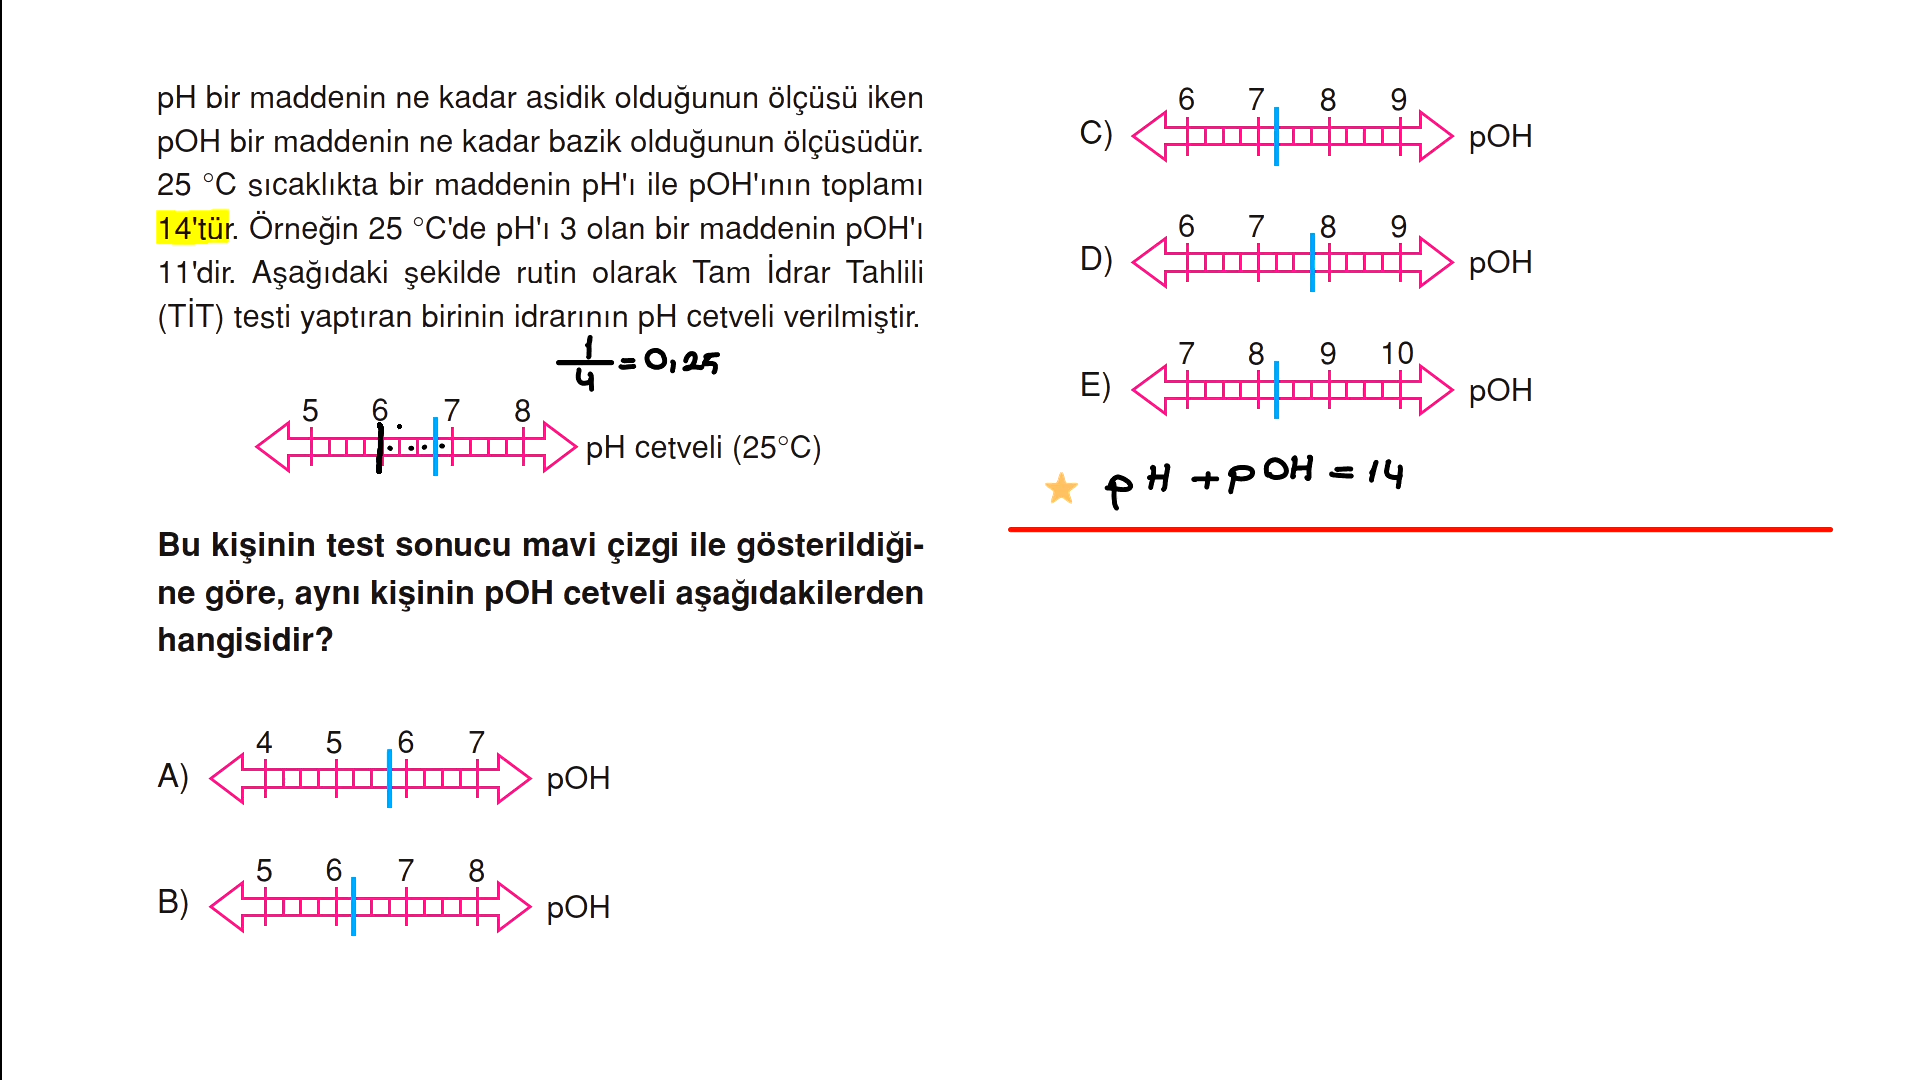 pH bir maddenin ne kadar asidik olduğunun ölçüsü iken
pOH bir maddenin ne kadar bazik olduğunun ölçüsüdür.
25 °C sıcaklıkta bir maddenin pH'ı ile pOH'ının toplamı
14'tür. Örneğin 25 °C'de pH'ı 3 olan bir maddenin pOH'ı
11'dir. Aşağıdaki şekilde rutin olarak Tam İdrar Tahlili
(TİT) testi yaptıran birinin idrarının pH cetveli verilmiştir.
1/4 = 0,25
5 6 7 8
pH cetveli (25°C)
Bu kişinin test sonucu mavi çizgi ile gösterildiği-
ne göre, aynı kişinin pOH cetveli aşağıdakilerden
hangisidir?
4 5 6 7
A) pOH
5 6 7 8
B) pOH
6 7 8 9
C) pOH
6 7 8 9
D) pOH
7 8 9 10
E) pOH
pH + pOH = 14